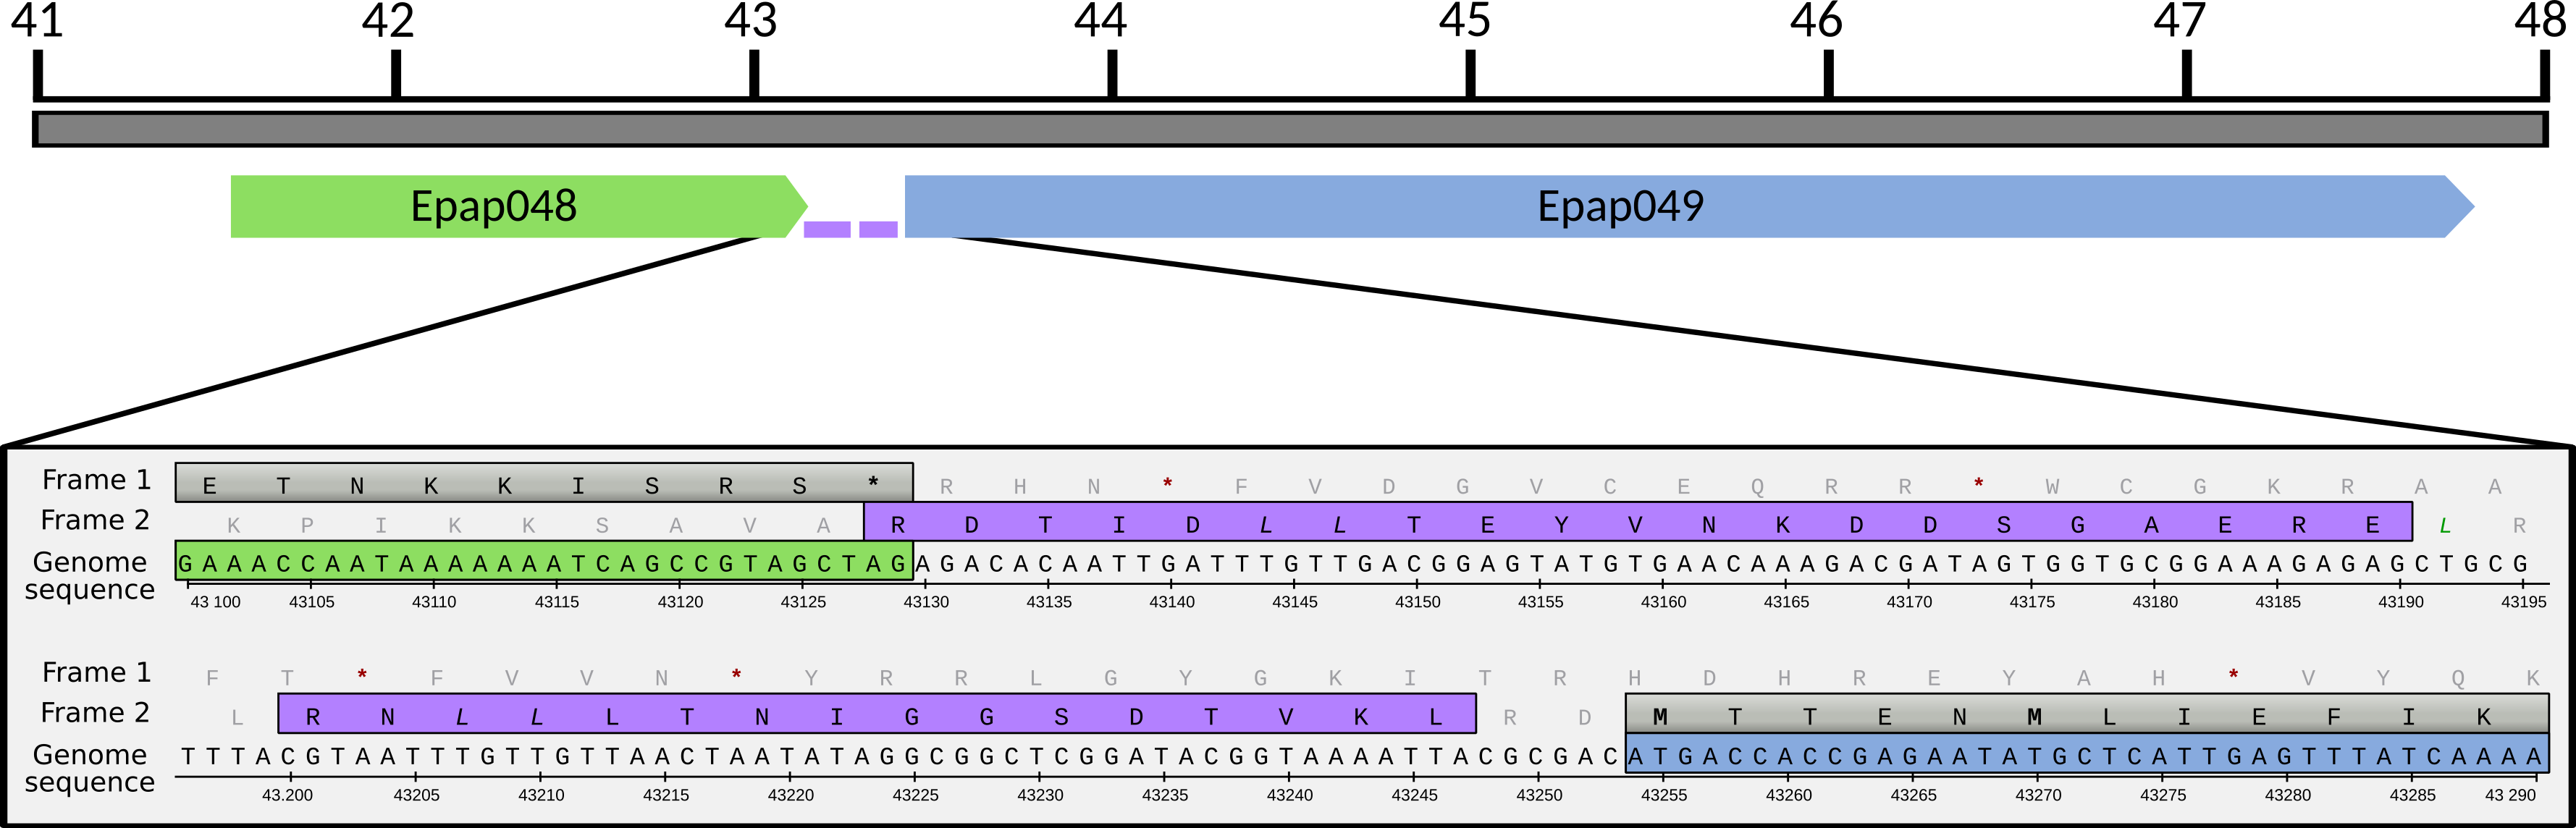 41 42 43 44 45 46 47 48
Epap048 Epap049
Frame 1 E T N K K I S R S * R H N * F V D G V C E Q R R * W C G K R A A
Frame 2 K P I K K S A V A R D T I D L L T E Y V N K D D S G A E R E L R
Genome sequence G A A A C C A A T A A A A A A A T C A G C C G T A G C T A G A G A C A C A A T T G A T T T G T T G A C G G A G T A T G T G A A C A A A G A C G A T A G T G G T G C G G A A A G A G A G C T G C G
43 100 43105 43110 43115 43120 43125 43130 43135 43140 43145 43150 43155 43160 43165 43170 43175 43180 43185 43190 43195
Frame 1 F T * F V V N * Y R R L G Y G K I T R H D H R E Y A H * V Y Q K
Frame 2 L R N L L L T N I G G S D T V K L R D M T T E N M L I E F I K
Genome sequence T T T A C G T A A T T T G T T G T T A A C T A A T A T A G G C G G C T C G G A T A C G G T A A A A T T A C G C G A C A T G A C C A C C G A G A A T A T G C T C A T T G A G T T T A T C A A A A
43.200 43205 43210 43215 43220 43225 43230 43235 43240 43245 43250 43255 43260 43265 43270 43275 43280 43285 43 290